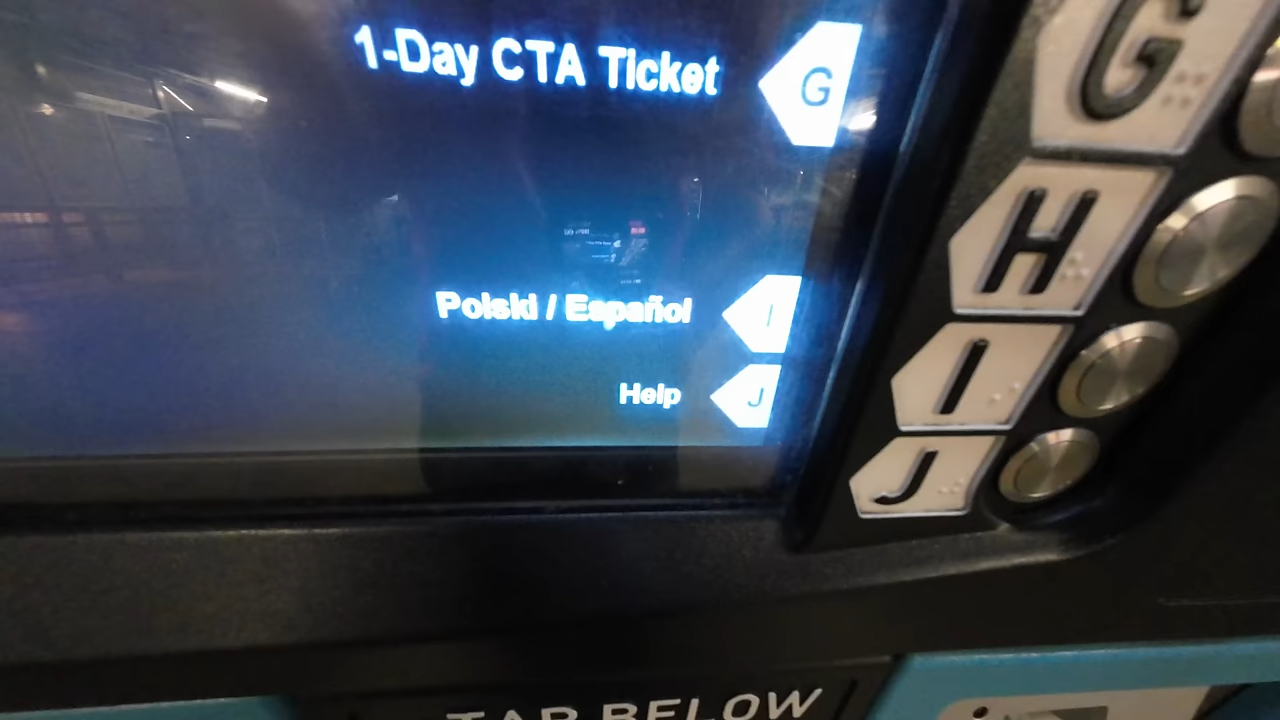 1-Day CTA Ticket
G
G
H
Polski / Español
I
I
Help
J
J
TAP BELOW